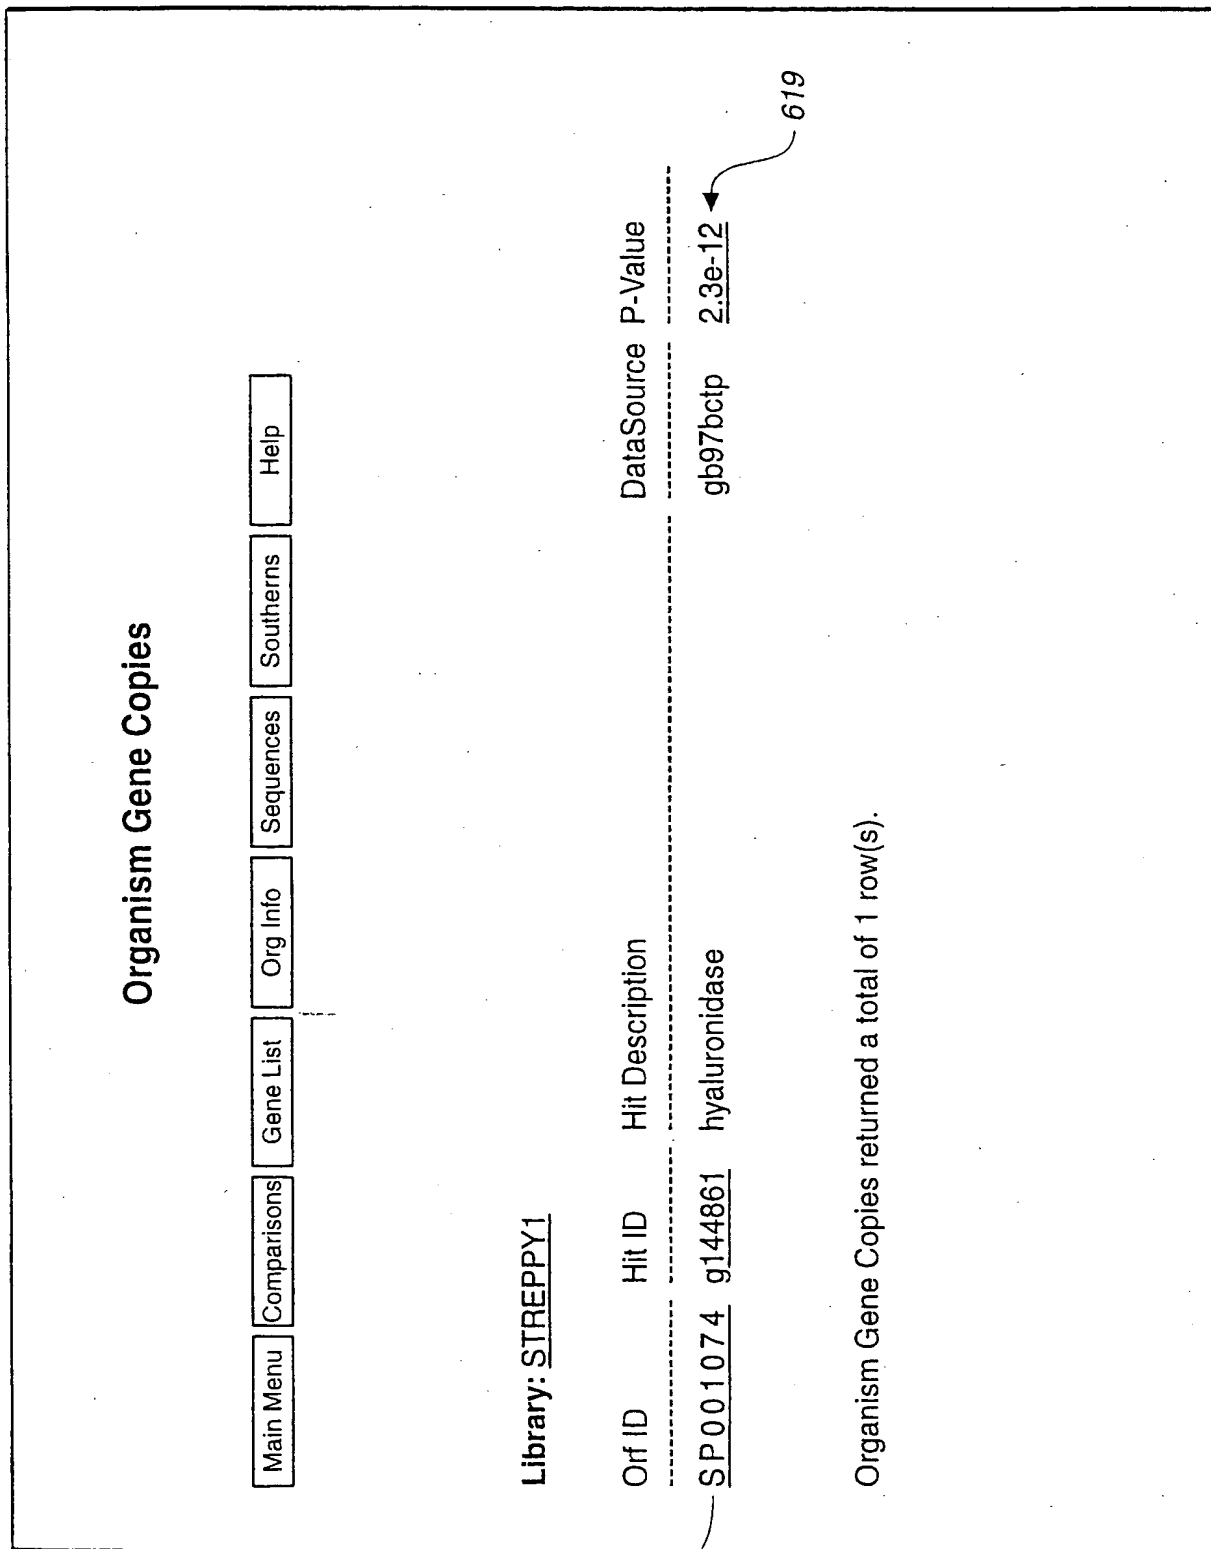 Organism Gene Copies
Main Menu Comparisons Gene List Org Info Sequences Southerns Help
Library: STREPPY1
Orf ID Hit ID Hit Description DataSource P-Value
SP001074 g144861 hyaluronidase gb97bctp 2.3e-12
619
Organism Gene Copies returned a total of 1 row(s).